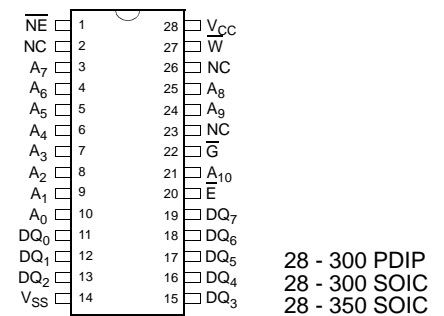 N̅E̅ 1 28 V_CC
NC 2 27 W̅
A₇ 3 26 NC
A₆ 4 25 A₈
A₅ 5 24 A₉
A₄ 6 23 NC
A₃ 7 22 G̅
A₂ 8 21 A₁₀
A₁ 9 20 E̅
A₀ 10 19 DQ₇
DQ₀ 11 18 DQ₆
DQ₁ 12 17 DQ₅
DQ₂ 13 16 DQ₄
V_SS 14 15 DQ₃
28 - 300 PDIP
28 - 300 SOIC
28 - 350 SOIC